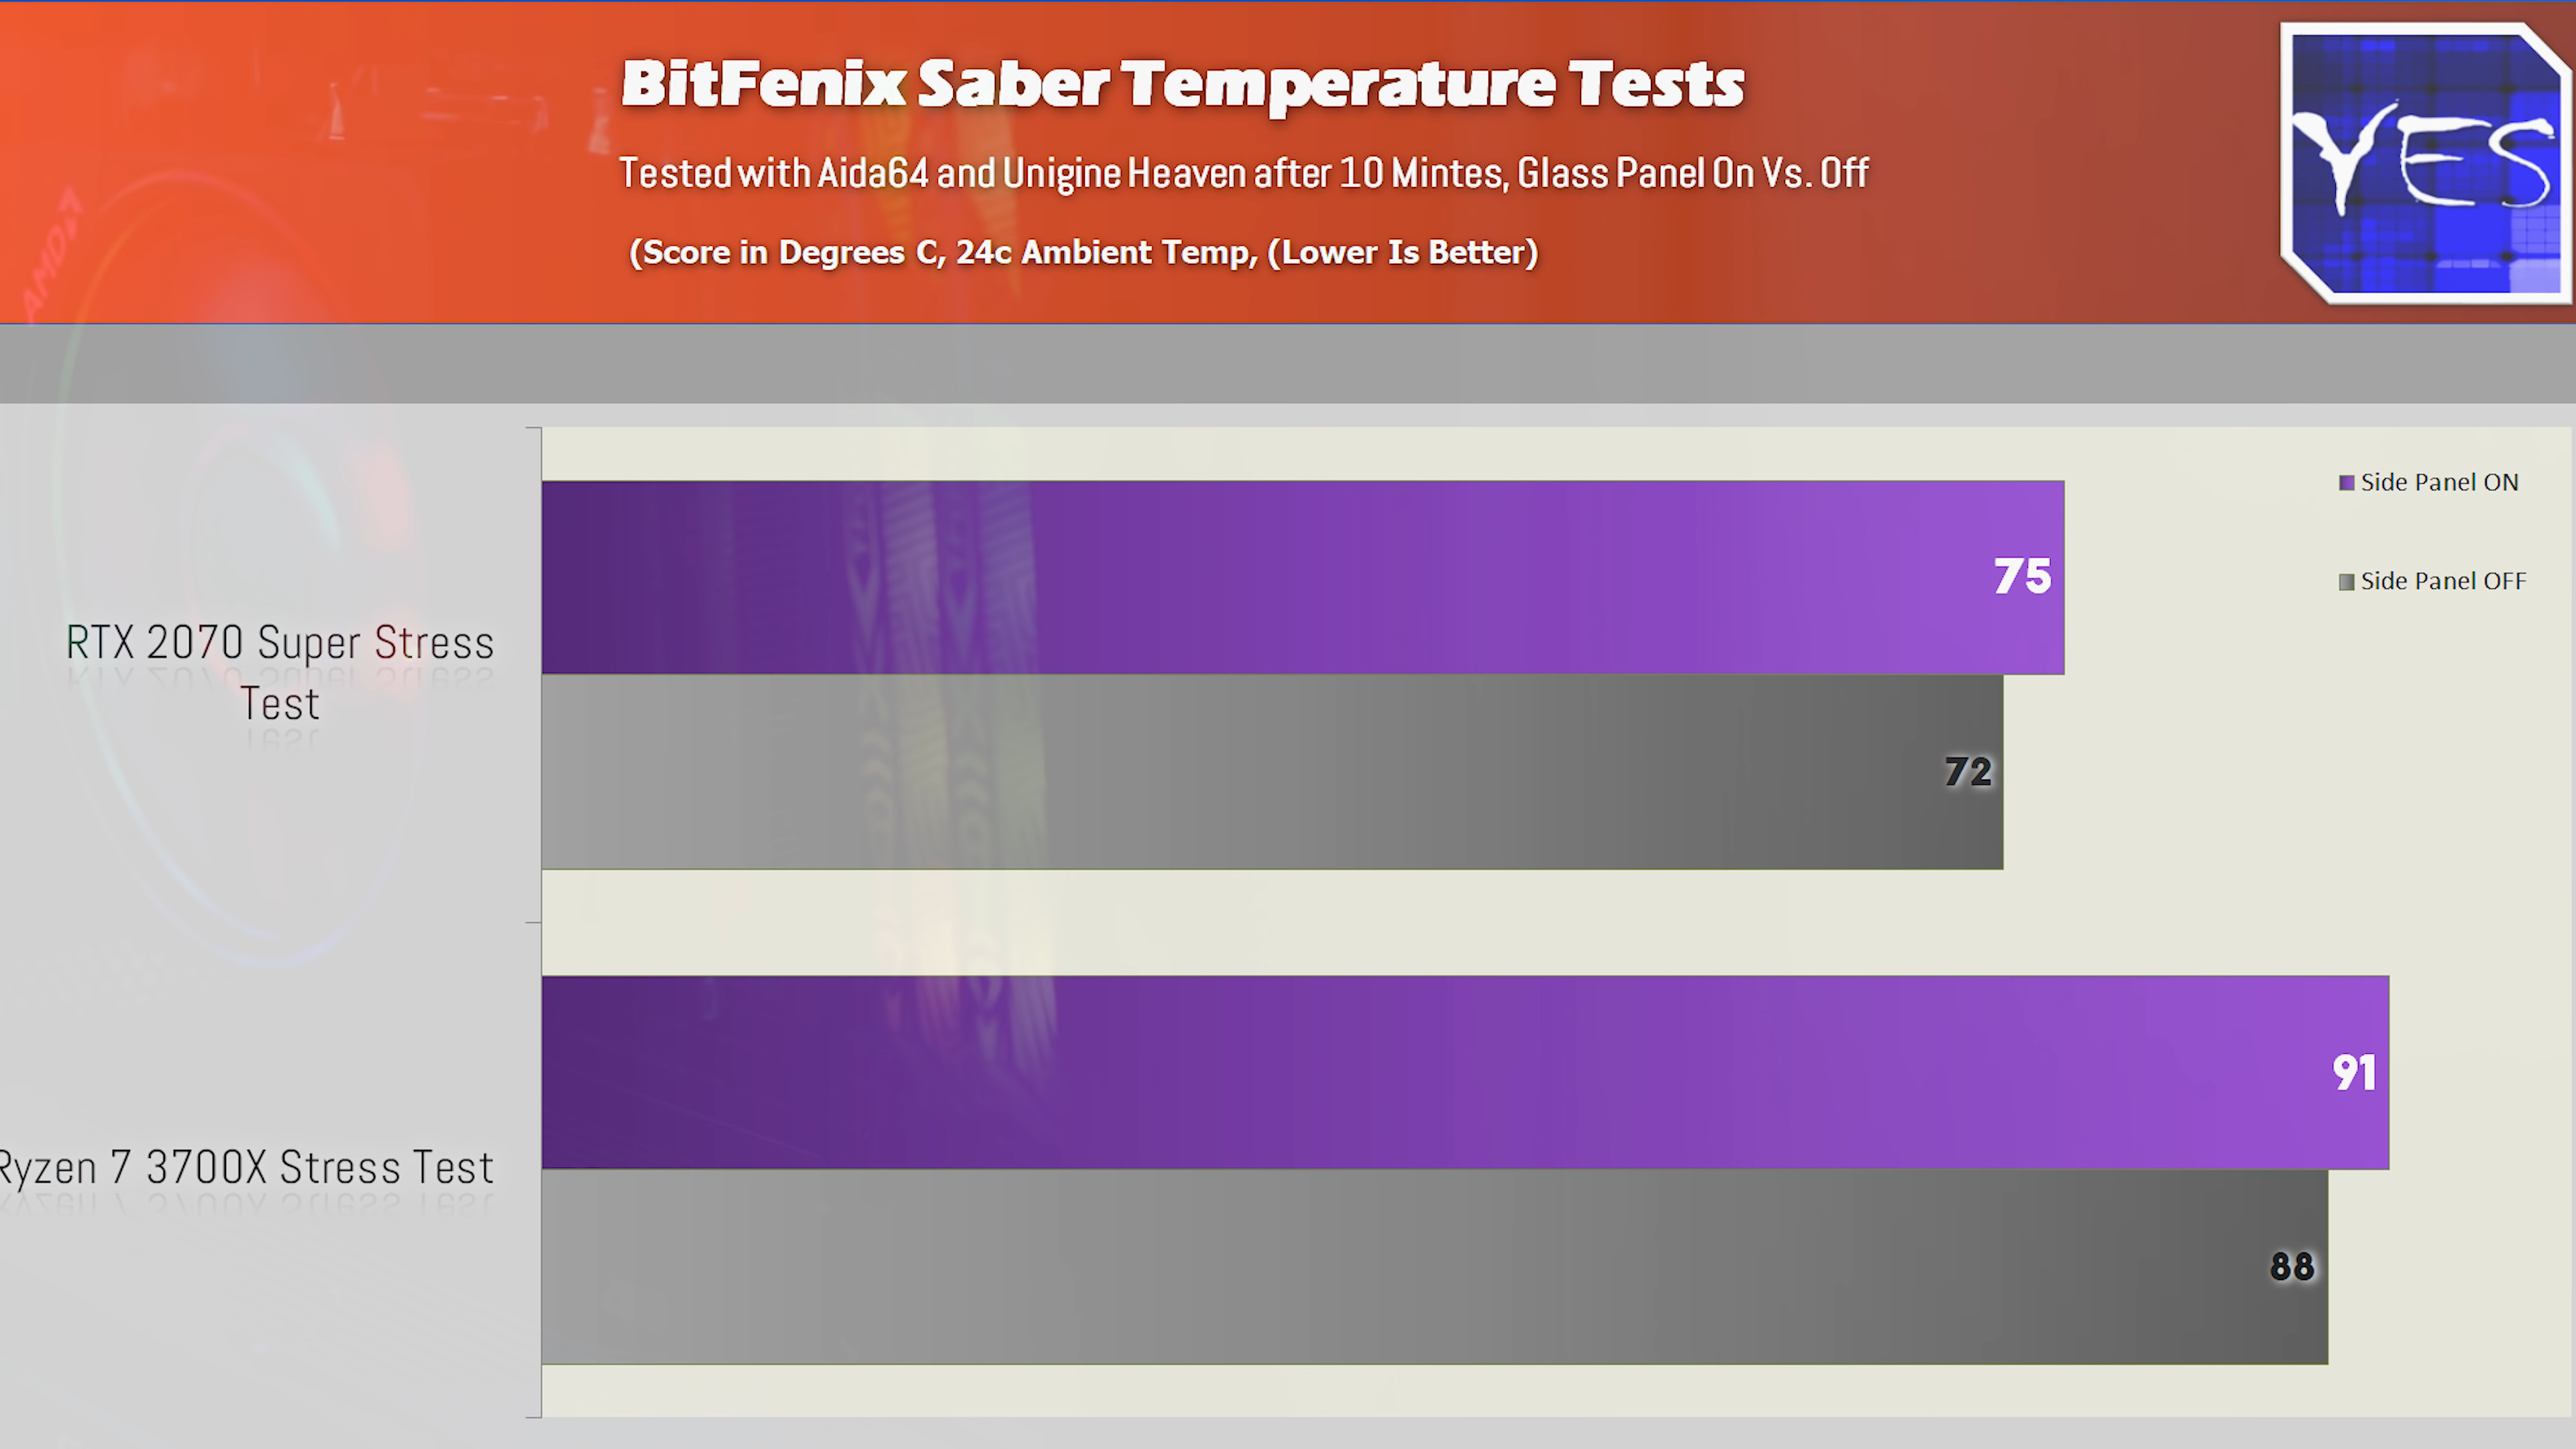 BitFenix Saber Temperature Tests
Tested with Aida64 and Unigine Heaven after 10 Mintes, Glass Panel On Vs. Off
(Score in Degrees C, 24c Ambient Temp, (Lower Is Better)
YES
AMD
Side Panel ON
Side Panel OFF
RTX 2070 Super Stress
Test
75
72
Ryzen 7 3700X Stress Test
91
88